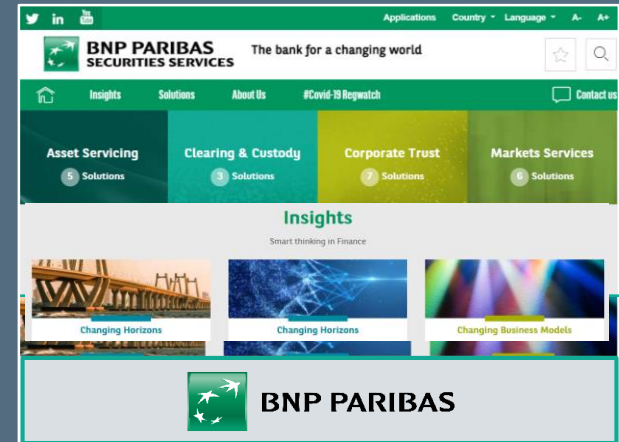 You Tube Applications Country Language A- A+
BNP PARIBAS The bank for a changing world
SECURITIES SERVICES
Insights Solutions About Us #Covid-19 Regwatch Contact us
Asset Servicing Clearing & Custody Corporate Trust Markets Services
5 Solutions 3 Solutions 7 Solutions 6 Solutions
Insights
Smart thinking in Finance
Changing Horizons Changing Horizons Changing Business Models
BNP PARIBAS